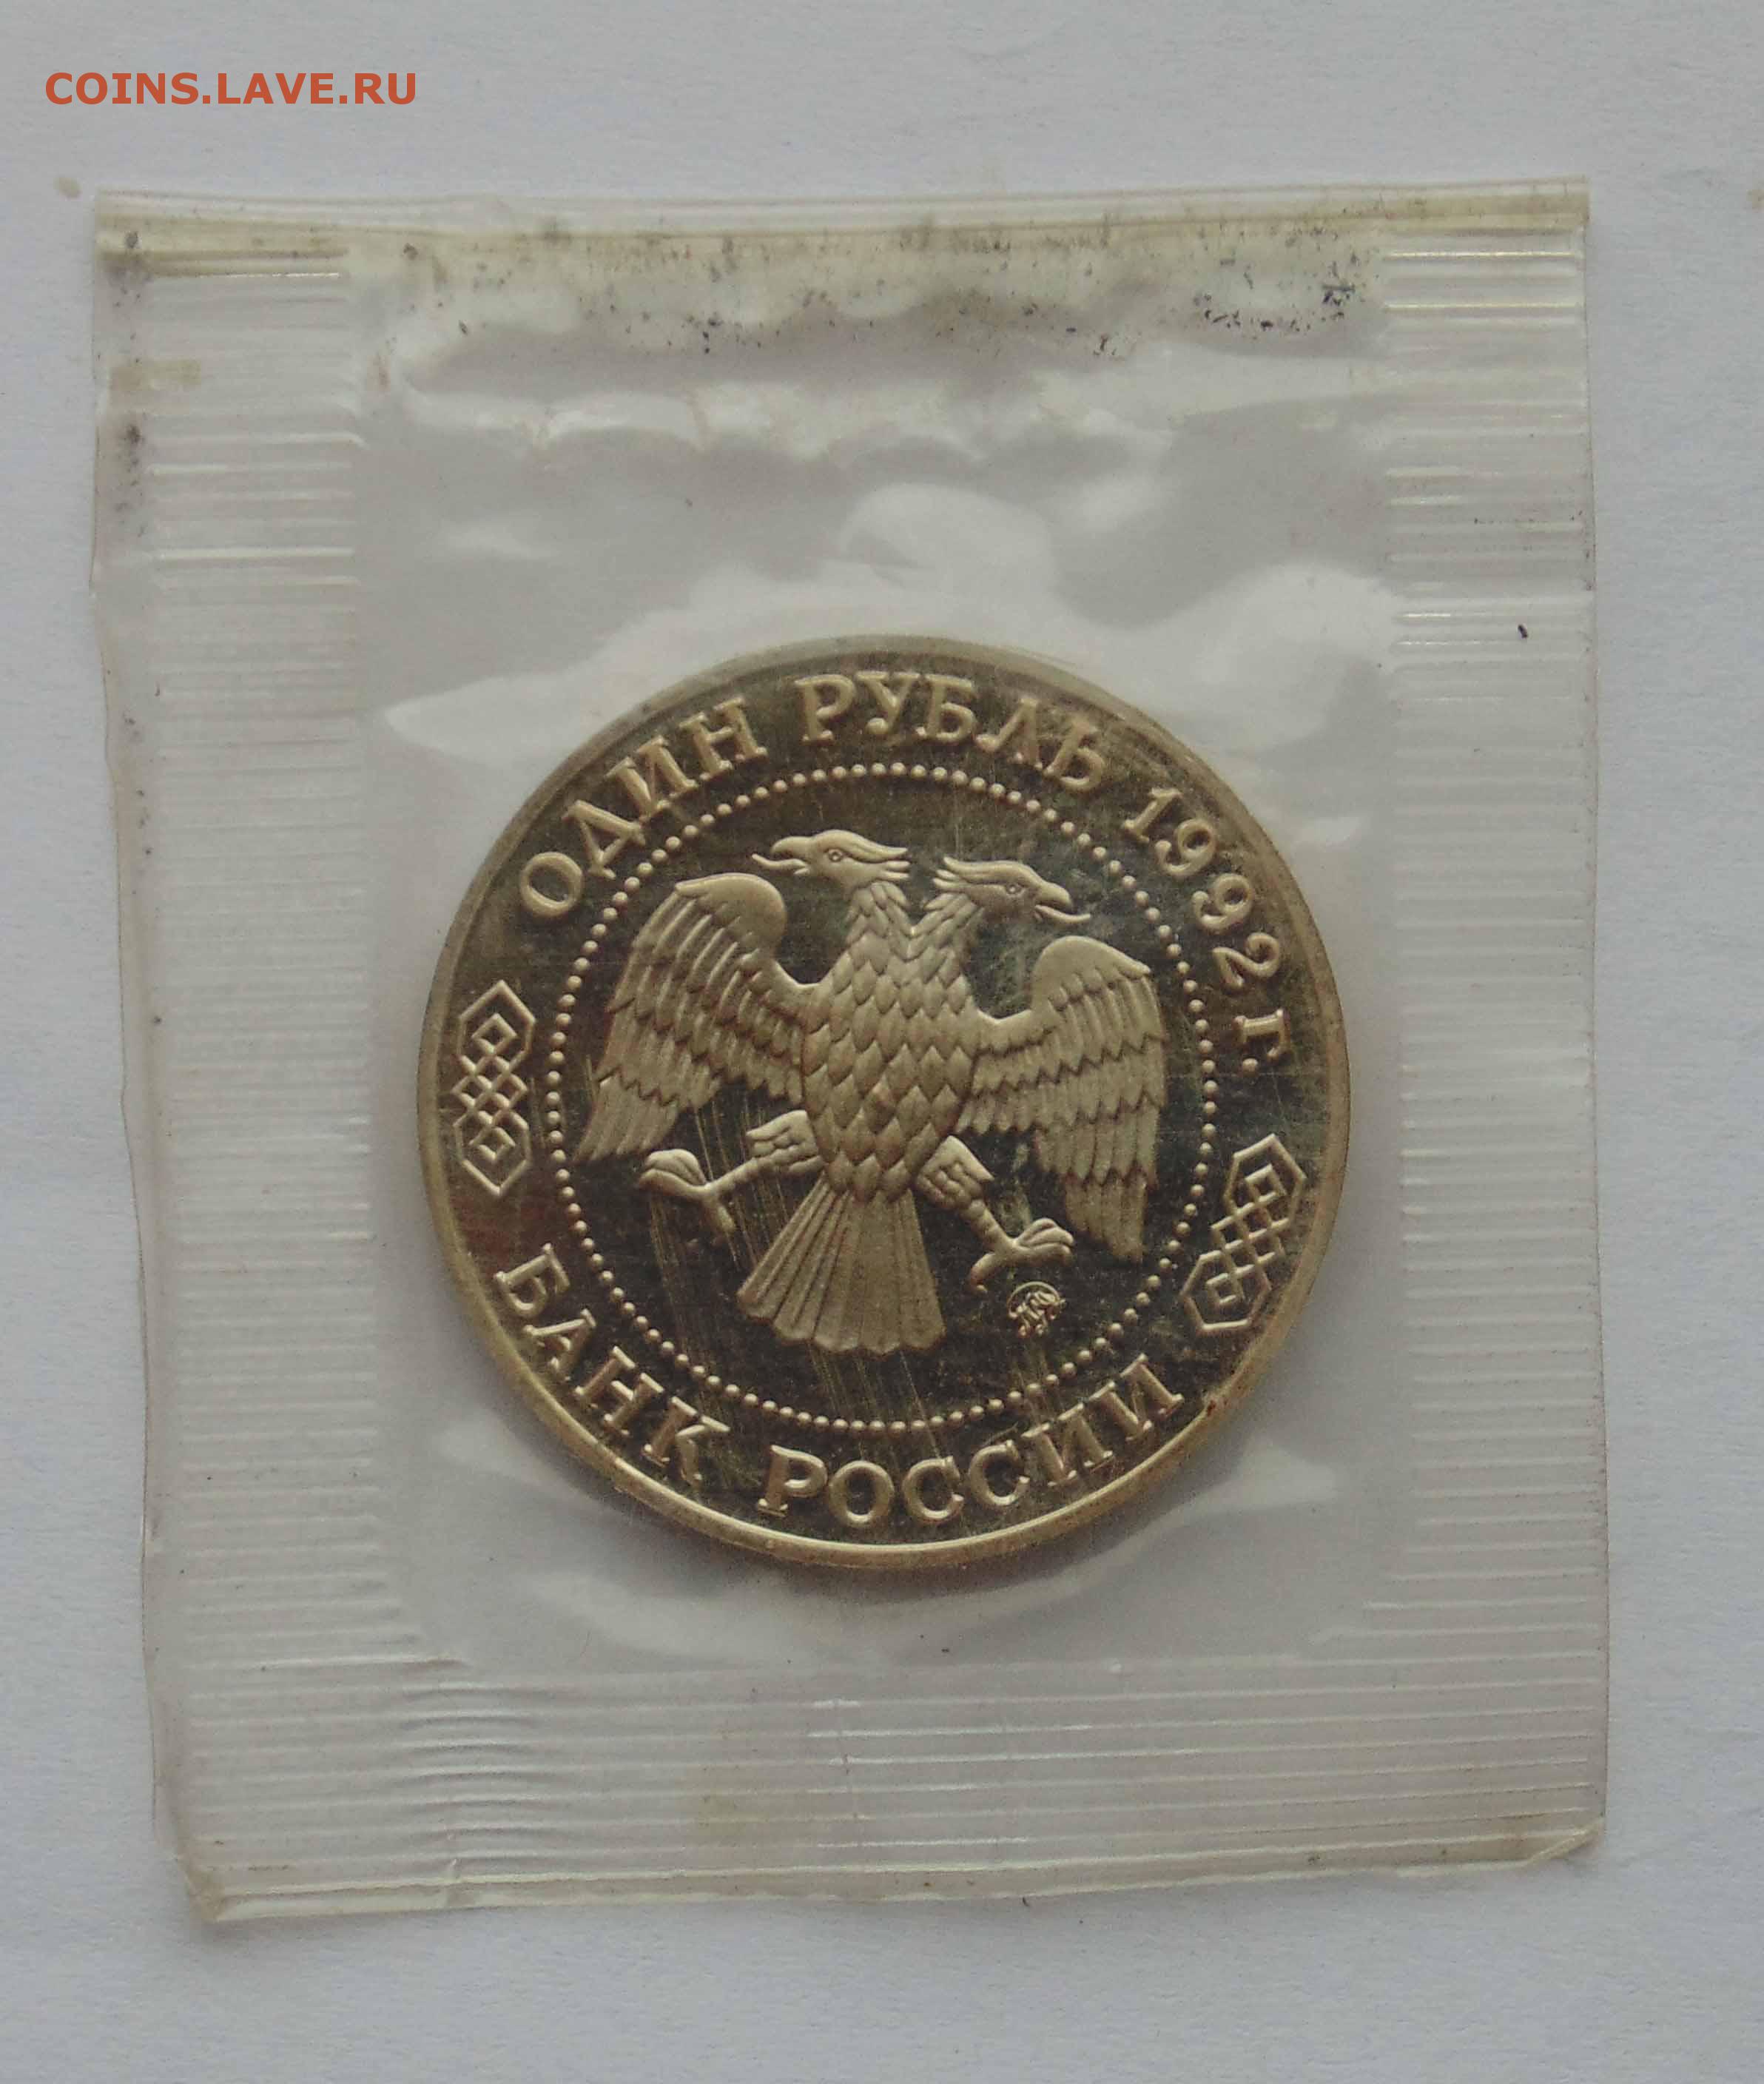 COINS.LAVE.RU
ОДИН РУБЛЬ 1992 Г.
БАНК РОССИИ